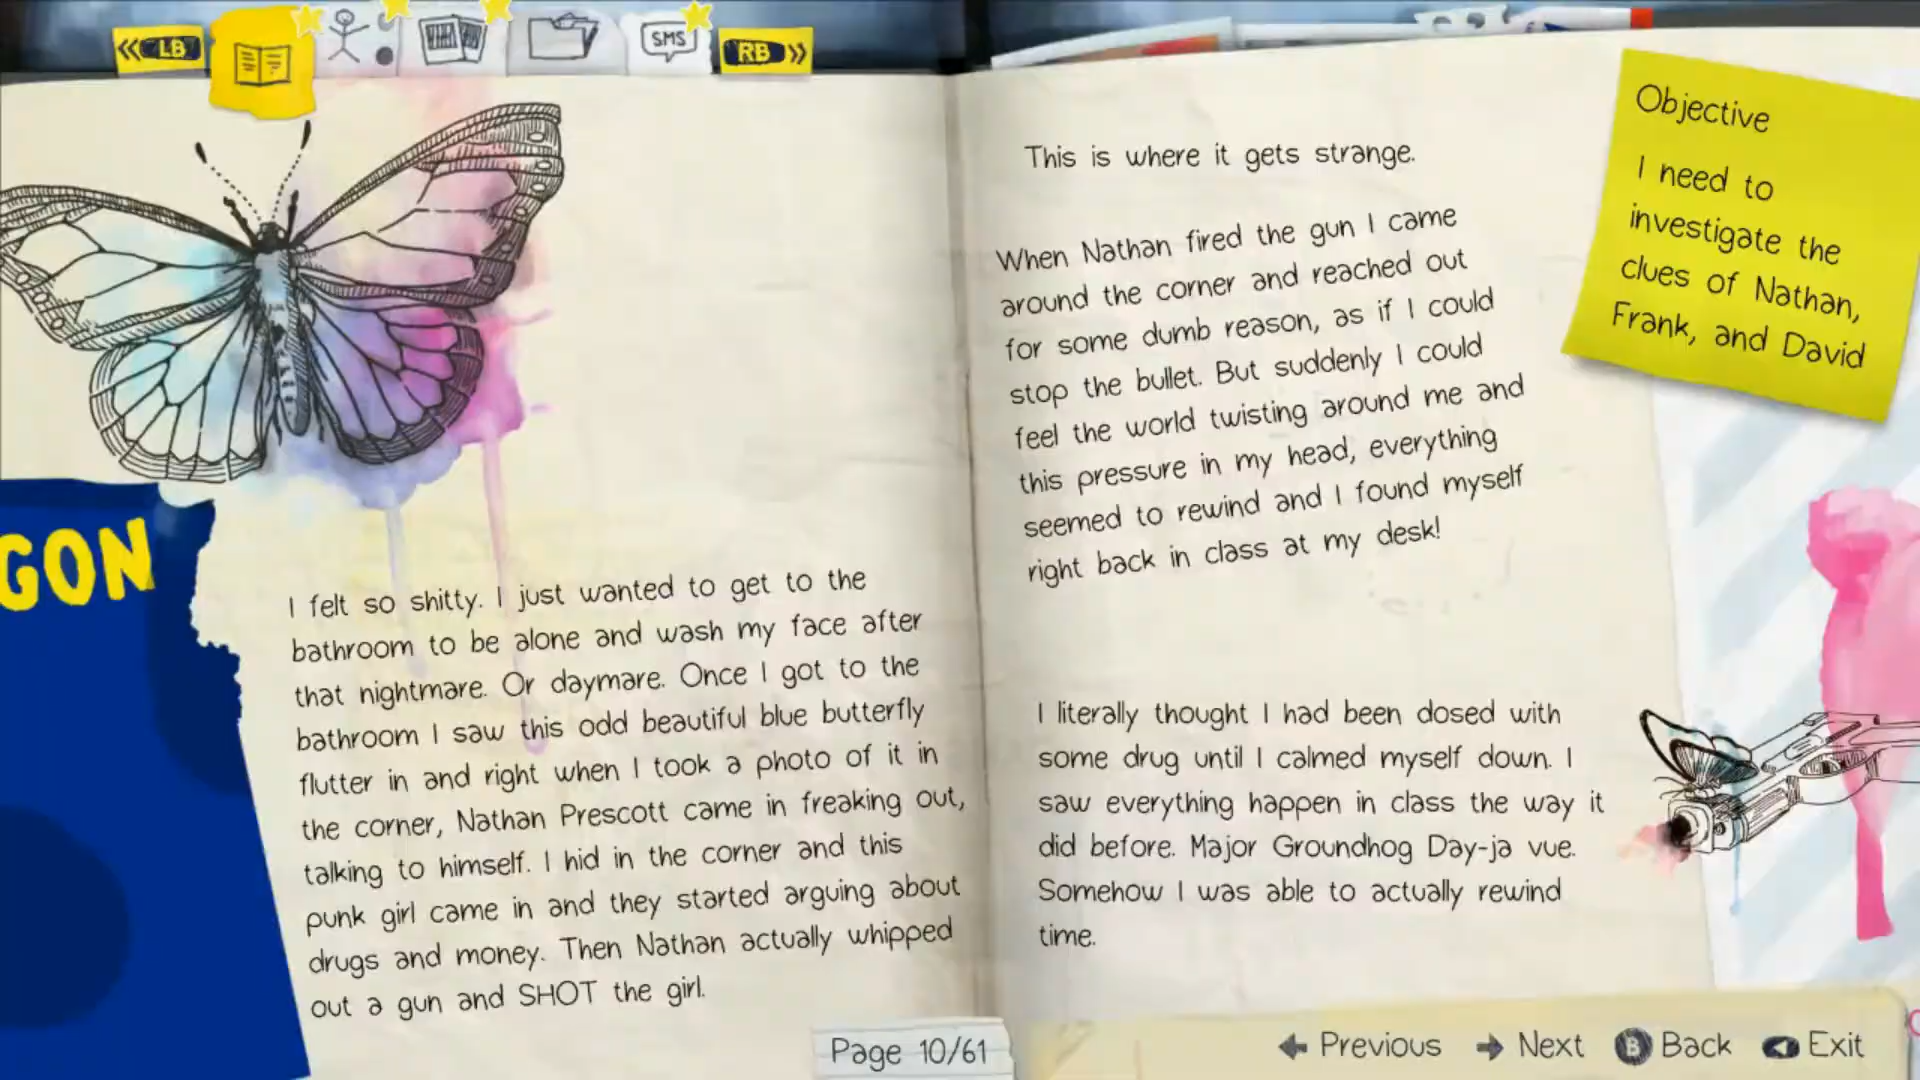 LB
SMS
RB
GON
I felt so shitty. I just wanted to get to the
bathroom to be alone and wash my face after
that nightmare. Or daymare. Once I got to the
bathroom I saw this odd beautiful blue butterfly
flutter in and right when I took a photo of it in
the corner, Nathan Prescott came in freaking out,
talking to himself. I hid in the corner and this
punk girl came in and they started arguing about
drugs and money. Then Nathan actually whipped
out a gun and SHOT the girl.
This is where it gets strange.
When Nathan fired the gun I came
around the corner and reached out
for some dumb reason, as if I could
stop the bullet. But suddenly I could
feel the world twisting around me and
this pressure in my head, everything
seemed to rewind and I found myself
right back in class at my desk!
I literally thought I had been dosed with
some drug until I calmed myself down. I
saw everything happen in class the way it
did before. Major Groundhog Day-ja vue.
Somehow I was able to actually rewind
time.
Objective
I need to
investigate the
clues of Nathan,
Frank, and David
Page 10/61
Previous
Next
B Back
Exit